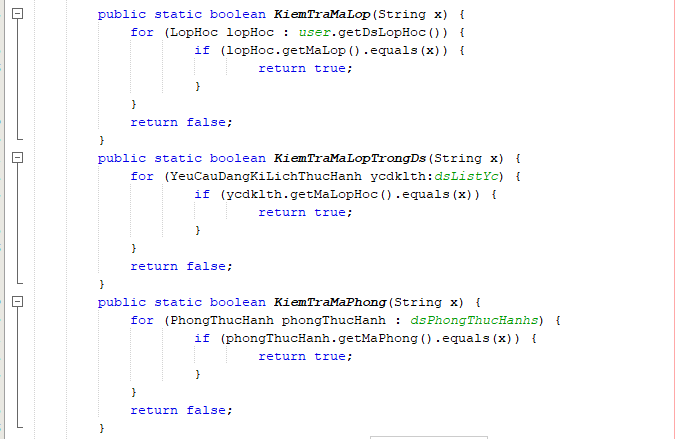 public static boolean KiemTraMaLop(String x) {
for (LopHoc lopHoc : user.getDsLopHoc()) {
if (lopHoc.getMaLop().equals(x)) {
return true;
}
}
return false;
}
public static boolean KiemTraMaLopTrongDs(String x) {
for (YeuCauDangKiLichThucHanh ycdklth:dsListYc) {
if (ycdklth.getMaLopHoc().equals(x)) {
return true;
}
}
return false;
}
public static boolean KiemTraMaPhong(String x) {
for (PhongThucHanh phongThucHanh : dsPhongThucHanhs) {
if (phongThucHanh.getMaPhong().equals(x)) {
return true;
}
}
return false;
}